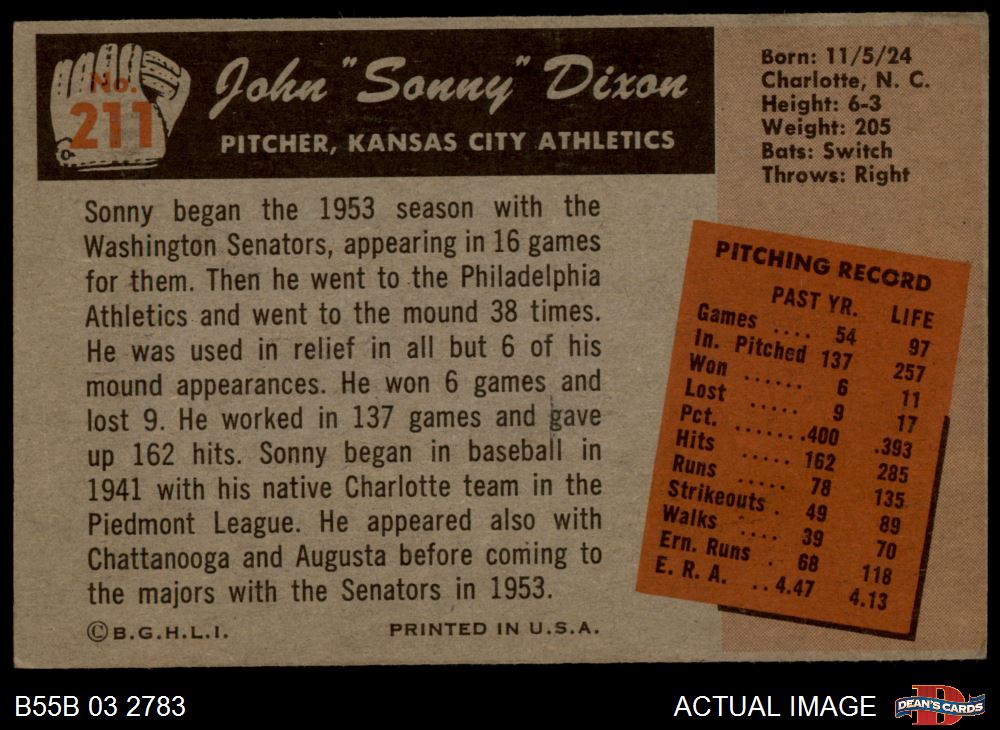 No.
211
John "Sonny" Dixon
PITCHER, KANSAS CITY ATHLETICS
Born: 11/5/24
Charlotte, N. C.
Height: 6-3
Weight: 205
Bats: Switch
Throws: Right
Sonny began the 1953 season with the
Washington Senators, appearing in 16 games
for them. Then he went to the Philadelphia
Athletics and went to the mound 38 times.
He was used in relief in all but 6 of his
mound appearances. He won 6 games and
lost 9. He worked in 137 games and gave
up 162 hits. Sonny began in baseball in
1941 with his native Charlotte team in the
Piedmont League. He appeared also with
Chattanooga and Augusta before coming to
the majors with the Senators in 1953.
PITCHING RECORD
PAST YR. LIFE
Games .... 54 97
In. Pitched 137 257
Won ...... 6 11
Lost ..... 9 17
Pct. .......400 .393
Hits ..... 162 285
Runs ..... 78 135
Strikeouts . 49 89
Walks .... 39 70
Ern. Runs . 68 118
E. R. A. ..4.47 4.13
©B.G.H.L.I. PRINTED IN U.S.A.
B55B 03 2783 ACTUAL IMAGE
DEAN'S CARDS